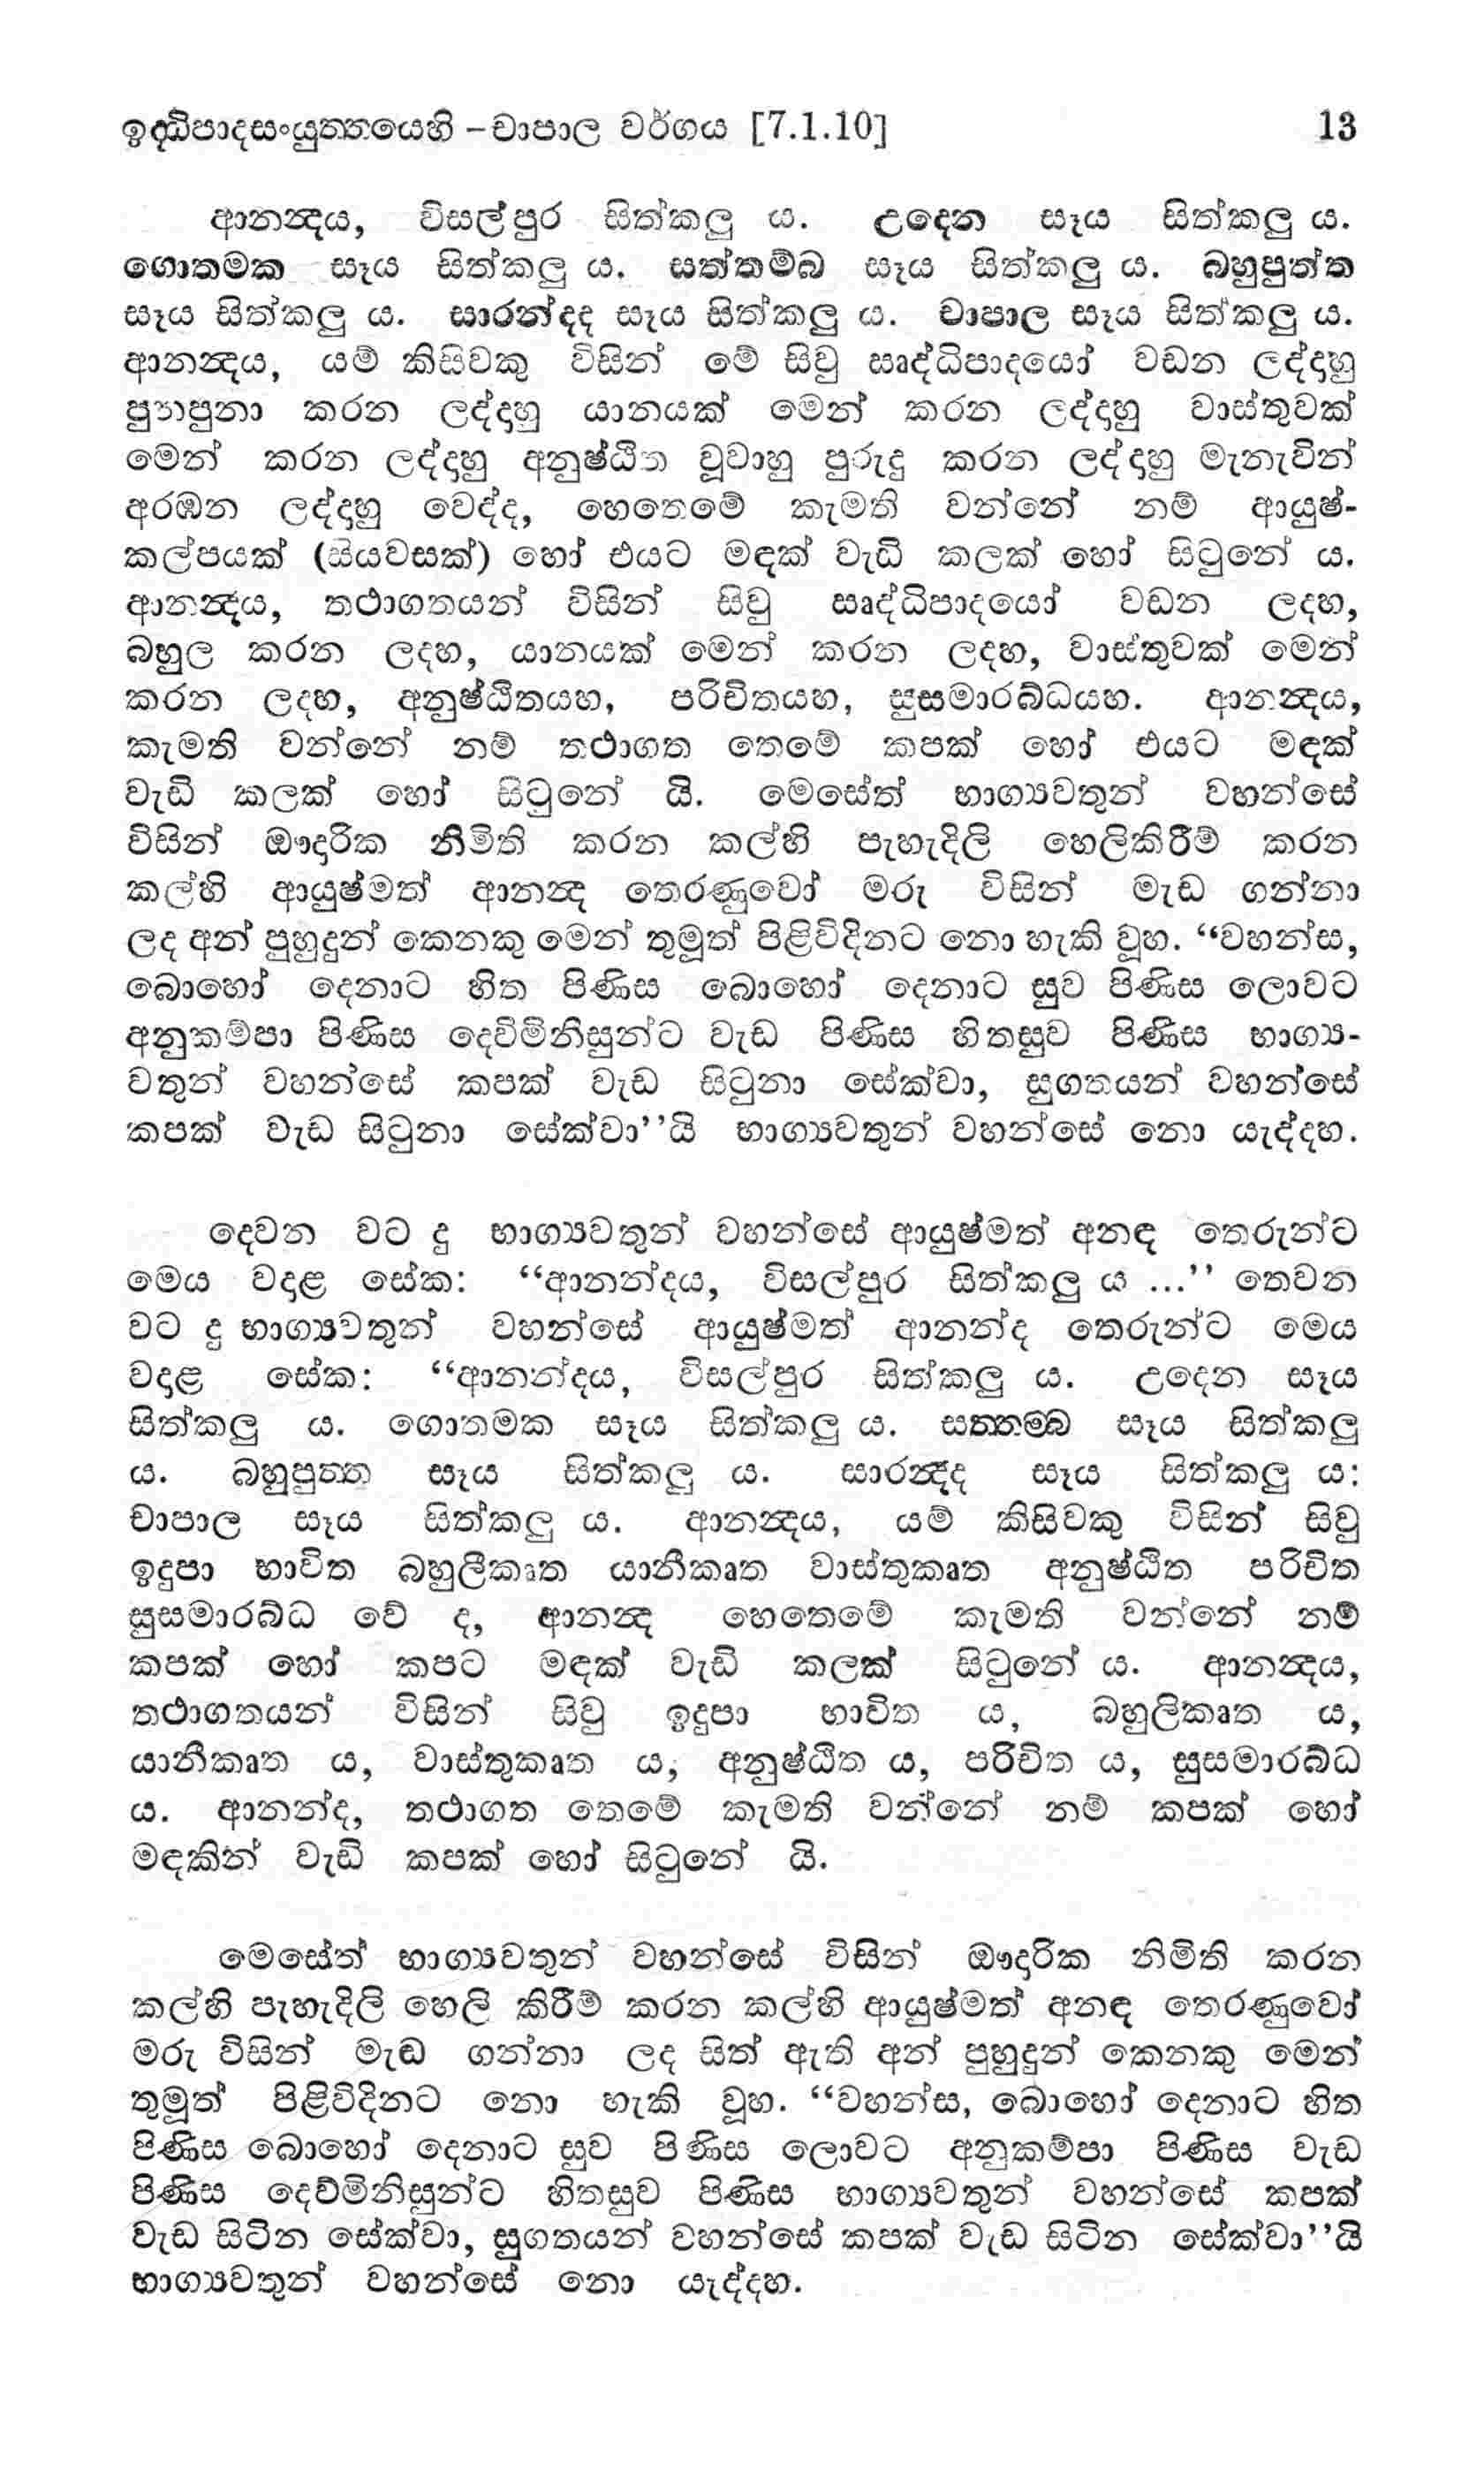 ඉද්ධිපාදසංයුත්තයෙහි – චාපාල වර්ගය [7.1.10] 13
ආනන්‍දය, විසල්පුර සිත්කලු ය. උදෙන සෑය සිත්කලු ය.
ගොතමක සෑය සිත්කලු ය. සත්තම්බ සෑය සිත්කලු ය. බහුපුත්ත
සෑය සිත්කලු ය. සාරන්දද සෑය සිත්කලු ය. චාපාල සෑය සිත්කලු ය.
ආනන්‍දය, යම් කිසිවකු විසින් මේ සිවු සෘද්ධිපාදයෝ වඩන ලද්දහු
පුනපුනා කරන ලද්දහු යානයක් මෙන් කරන ලද්දහු වාස්තුවක්
මෙන් කරන ලද්දහු අනුෂ්ඨිත වූවාහු පුරුදු කරන ලද්දහු මැනැවින්
අරඹන ලද්දහු වෙද්ද, හෙතෙමේ කැමති වන්නේ නම් ආයුෂ්-
කල්පයක් (සියවසක්) හෝ එයට මඳක් වැඩි කලක් හෝ සිටුනේ ය.
ආනන්‍දය, තථාගතයන් විසින් සිවු සෘද්ධිපාදයෝ වඩන ලදහ,
බහුල කරන ලදහ, යානයක් මෙන් කරන ලදහ, වාස්තුවක් මෙන්
කරන ලදහ, අනුෂ්ඨිතයහ, පරිචිතයහ, සුසමාරබ්ධයහ. ආනන්‍දය,
කැමති වන්නේ නම් තථාගත තෙමේ කපක් හෝ එයට මඳක්
වැඩි කලක් හෝ සිටුනේ යි. මෙසේත් භාග්‍යවතුන් වහන්සේ
විසින් ඖදාරික නිමිති කරන කල්හි පැහැදිලි හෙලිකිරීම් කරන
කල්හි ආයුෂ්මත් ආනන්‍ද තෙරණුවෝ මරු විසින් මැඩ ගන්නා
ලද අන් පුහුදුන් කෙනකු මෙන් තුමූත් පිළිවිදිනට නො හැකි වූහ. “වහන්ස,
බොහෝ දෙනාට හිත පිණිස බොහෝ දෙනාට සුව පිණිස ලොවට
අනුකම්පා පිණිස දෙවිමිනිසුන්ට වැඩ පිණිස හිතසුව පිණිස භාග්‍ය-
වතුන් වහන්සේ කපක් වැඩ සිටුනා සේක්වා, සුගතයන් වහන්සේ
කපක් වැඩ සිටුනා සේක්වා’’යි භාග්‍යවතුන් වහන්සේ නො යැද්දහ.
දෙවන වට දු භාග්‍යවතුන් වහන්සේ ආයුෂ්මත් අනඳ තෙරුන්ට
මෙය වදාළ සේක: “ආනන්දය, විසල්පුර සිත්කලු ය ...’’ තෙවන
වට දු භාග්‍යවතුන් වහන්සේ ආයුෂ්මත් ආනන්ද තෙරුන්ට මෙය
වදාළ සේක: “ආනන්දය, විසල්පුර සිත්කලු ය. උදෙන සෑය
සිත්කලු ය. ගොතමක සෑය සිත්කලු ය. සත්තම්බ සෑය සිත්කලු
ය. බහුපුත්ත සෑය සිත්කලු ය. සාරන්‍දද සෑය සිත්කලු ය:
චාපාල සෑය සිත්කලු ය. ආනන්‍දය, යම් කිසිවකු විසින් සිවු
ඉදුපා භාවිත බහුලීකෘත යානීකෘත වාස්තුකෘත අනුෂ්ඨිත පරිචිත
සුසමාරබ්ධ වේ ද, ආනන්‍ද හෙතෙමේ කැමති වන්නේ නම්
කපක් හෝ කපට මඳක් වැඩි කලක් සිටුනේ ය. ආනන්‍දය,
තථාගතයන් විසින් සිවු ඉදුපා භාවිත ය, බහුලිකෘත ය,
යානීකෘත ය, වාස්තුකෘත ය, අනුෂ්ඨිත ය, පරිචිත ය, සුසමාරබ්ධ
ය. ආනන්ද, තථාගත තෙමේ කැමති වන්නේ නම් කපක් හෝ
මඳකින් වැඩි කපක් හෝ සිටුනේ යි.
මෙසේත් භාග්‍යවතුන් වහන්සේ විසින් ඖදාරික නිමිති කරන
කල්හි පැහැදිලි හෙලි කිරීම් කරන කල්හි ආයුෂ්මත් අනඳ තෙරණුවෝ
මරු විසින් මැඬ ගන්නා ලද සිත් ඇති අන් පුහුදුන් කෙනකු මෙන්
තුමූත් පිළිවිදිනට නො හැකි වූහ. “වහන්ස, බොහෝ දෙනාට හිත
පිණිස බොහෝ දෙනාට සුව පිණිස ලොවට අනුකම්පා පිණිස වැඩ
පිණිස දෙව්මිනිසුන්ට හිතසුව පිණිස භාග්‍යවතුන් වහන්සේ කපක්
වැඩ සිටින සේක්වා, සුගතයන් වහන්සේ කපක් වැඩ සිටින සේක්වා’’යි
භාග්‍යවතුන් වහන්සේ නො යැද්දහ.